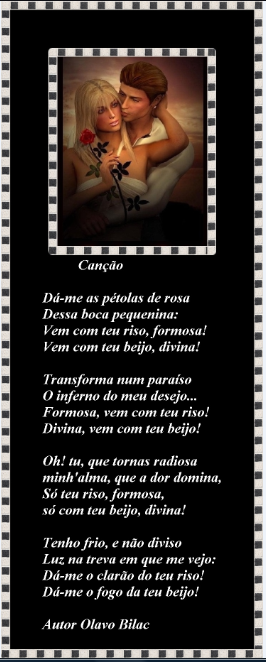 Canção
Dá-me as pétolas de rosa
Dessa boca pequenina:
Vem com teu riso, formosa!
Vem com teu beijo, divina!
Transforma num paraíso
O inferno do meu desejo...
Formosa, vem com teu riso!
Divina, vem com teu beijo!
Oh! tu, que tornas radiosa
minh'alma, que a dor domina,
Só teu riso, formosa,
só com teu beijo, divina!
Tenho frio, e não diviso
Luz na treva em que me vejo:
Dá-me o clarão do teu riso!
Dá-me o fogo da teu beijo!
Autor Olavo Bilac